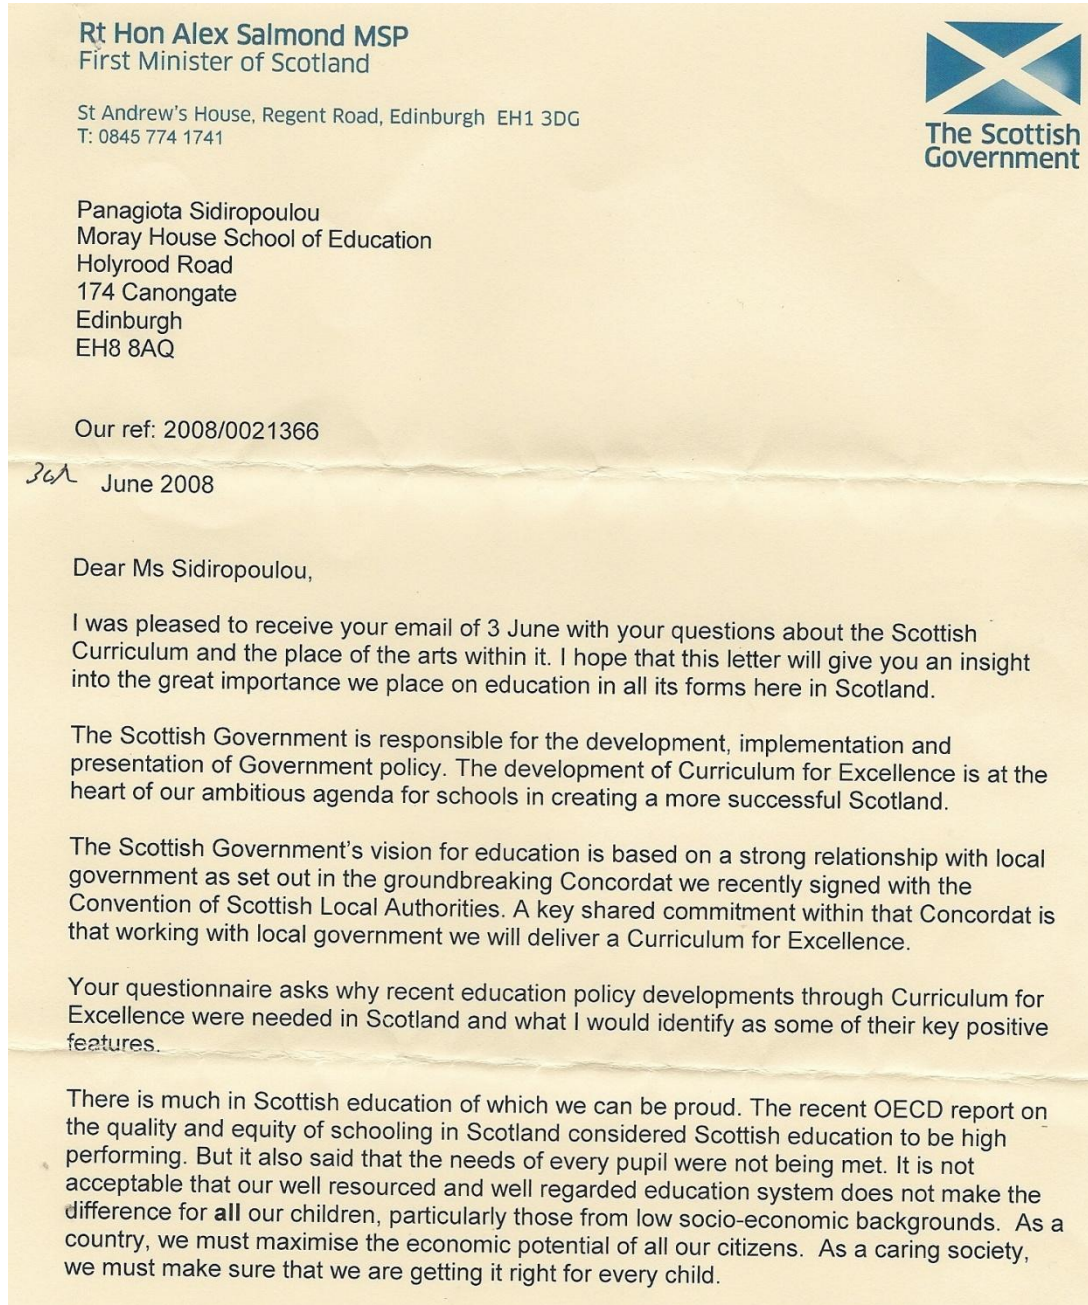 Rt Hon Alex Salmond MSP
First Minister of Scotland
St Andrew's House, Regent Road, Edinburgh EH1 3DG
T: 0845 774 1741
The Scottish
Government
Panagiota Sidiropoulou
Moray House School of Education
Holyrood Road
174 Canongate
Edinburgh
EH8 8AQ
Our ref: 2008/0021366
June 2008
Dear Ms Sidiropoulou,
I was pleased to receive your email of 3 June with your questions about the Scottish
Curriculum and the place of the arts within it. I hope that this letter will give you an insight
into the great importance we place on education in all its forms here in Scotland.
The Scottish Government is responsible for the development, implementation and
presentation of Government policy. The development of Curriculum for Excellence is at the
heart of our ambitious agenda for schools in creating a more successful Scotland.
The Scottish Government's vision for education is based on a strong relationship with local
government as set out in the groundbreaking Concordat we recently signed with the
Convention of Scottish Local Authorities. A key shared commitment within that Concordat is
that working with local government we will deliver a Curriculum for Excellence.
Your questionnaire asks why recent education policy developments through Curriculum for
Excellence were needed in Scotland and what I would identify as some of their key positive
features.
There is much in Scottish education of which we can be proud. The recent OECD report on
the quality and equity of schooling in Scotland considered Scottish education to be high
performing. But it also said that the needs of every pupil were not being met. It is not
acceptable that our well resourced and well regarded education system does not make the
difference for all our children, particularly those from low socio-economic backgrounds. As a
country, we must maximise the economic potential of all our citizens. As a caring society,
we must make sure that we are getting it right for every child.